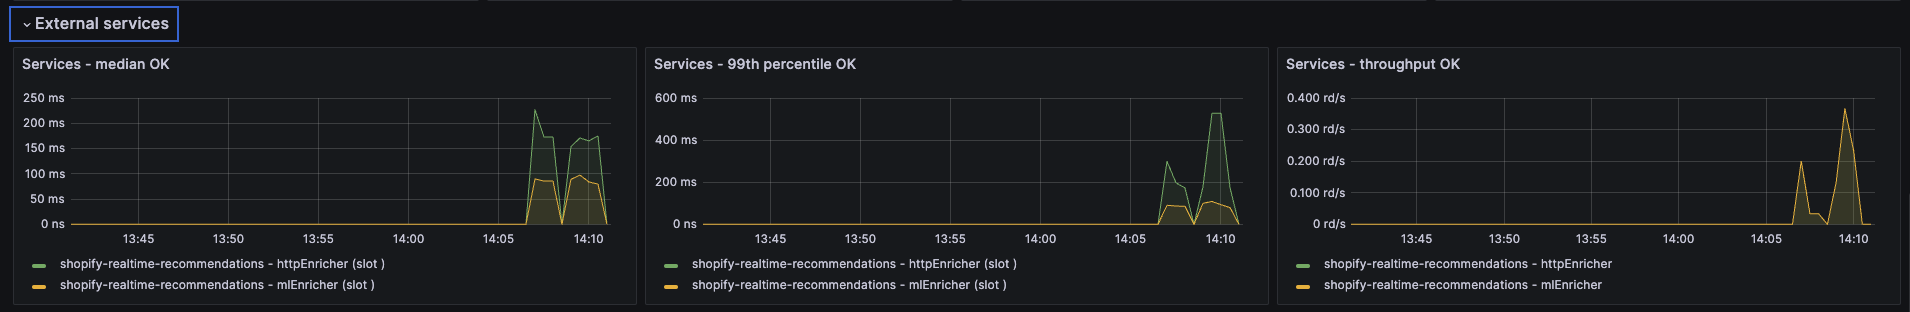 External services
Services - median OK
250 ms
200 ms
150 ms
100 ms
50 ms
0 ns
13:45 13:50 13:55 14:00 14:05 14:10
shopify-realtime-recommendations - httpEnricher (slot )
shopify-realtime-recommendations - mlEnricher (slot )
Services - 99th percentile OK
600 ms
400 ms
200 ms
0 ns
13:45 13:50 13:55 14:00 14:05 14:10
shopify-realtime-recommendations - httpEnricher (slot )
shopify-realtime-recommendations - mlEnricher (slot )
Services - throughput OK
0.400 rd/s
0.300 rd/s
0.200 rd/s
0.100 rd/s
0 rd/s
13:45 13:50 13:55 14:00 14:05 14:10
shopify-realtime-recommendations - httpEnricher
shopify-realtime-recommendations - mlEnricher